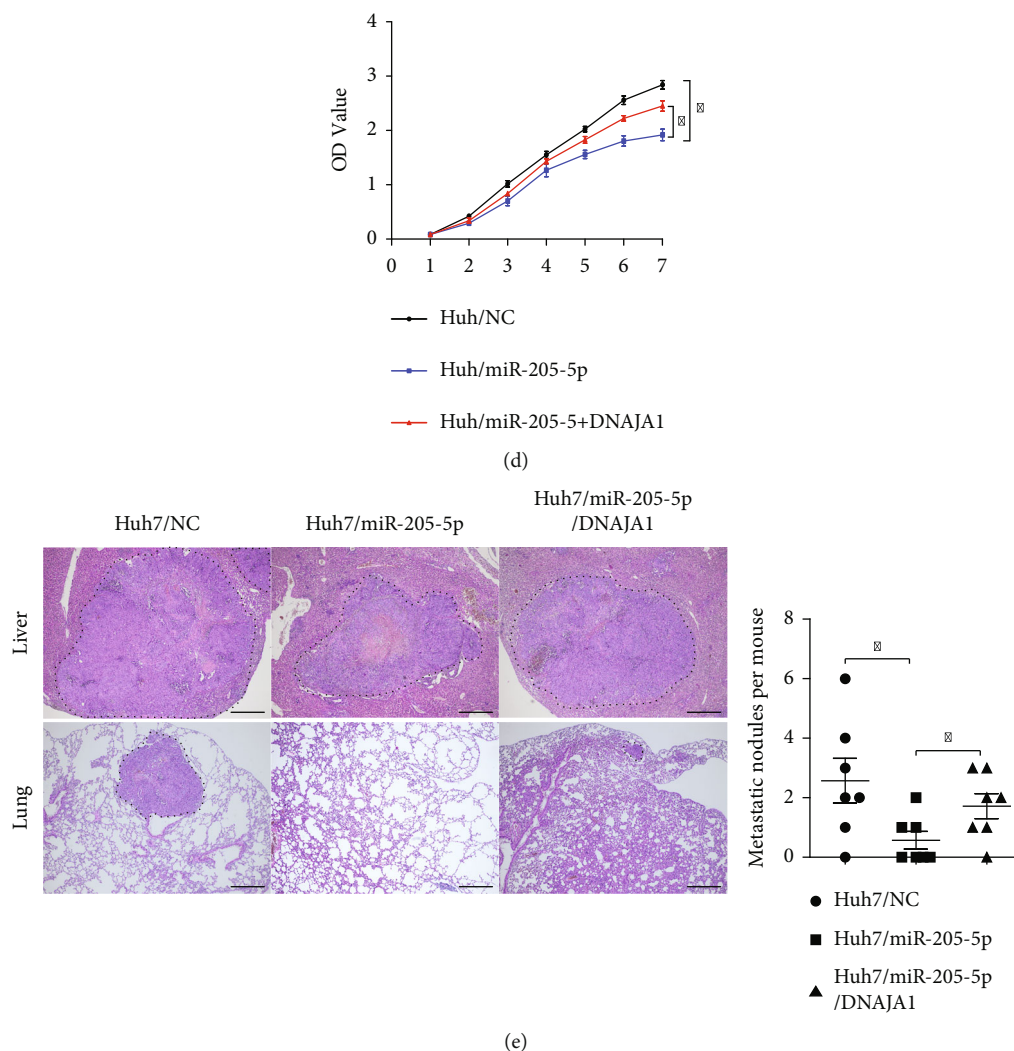 4
3
2
1
0
OD Value
0 1 2 3 4 5 6 7
Huh/NC
Huh/miR-205-5p
Huh/miR-205-5+DNAJA1
(d)
Huh7/NC
Huh7/miR-205-5p
Huh7/miR-205-5p
/DNAJA1
Liver
Lung
Metastatic nodules per mouse
8
6
4
2
0
Huh7/NC
Huh7/miR-205-5p
Huh7/miR-205-5p
/DNAJA1
(e)